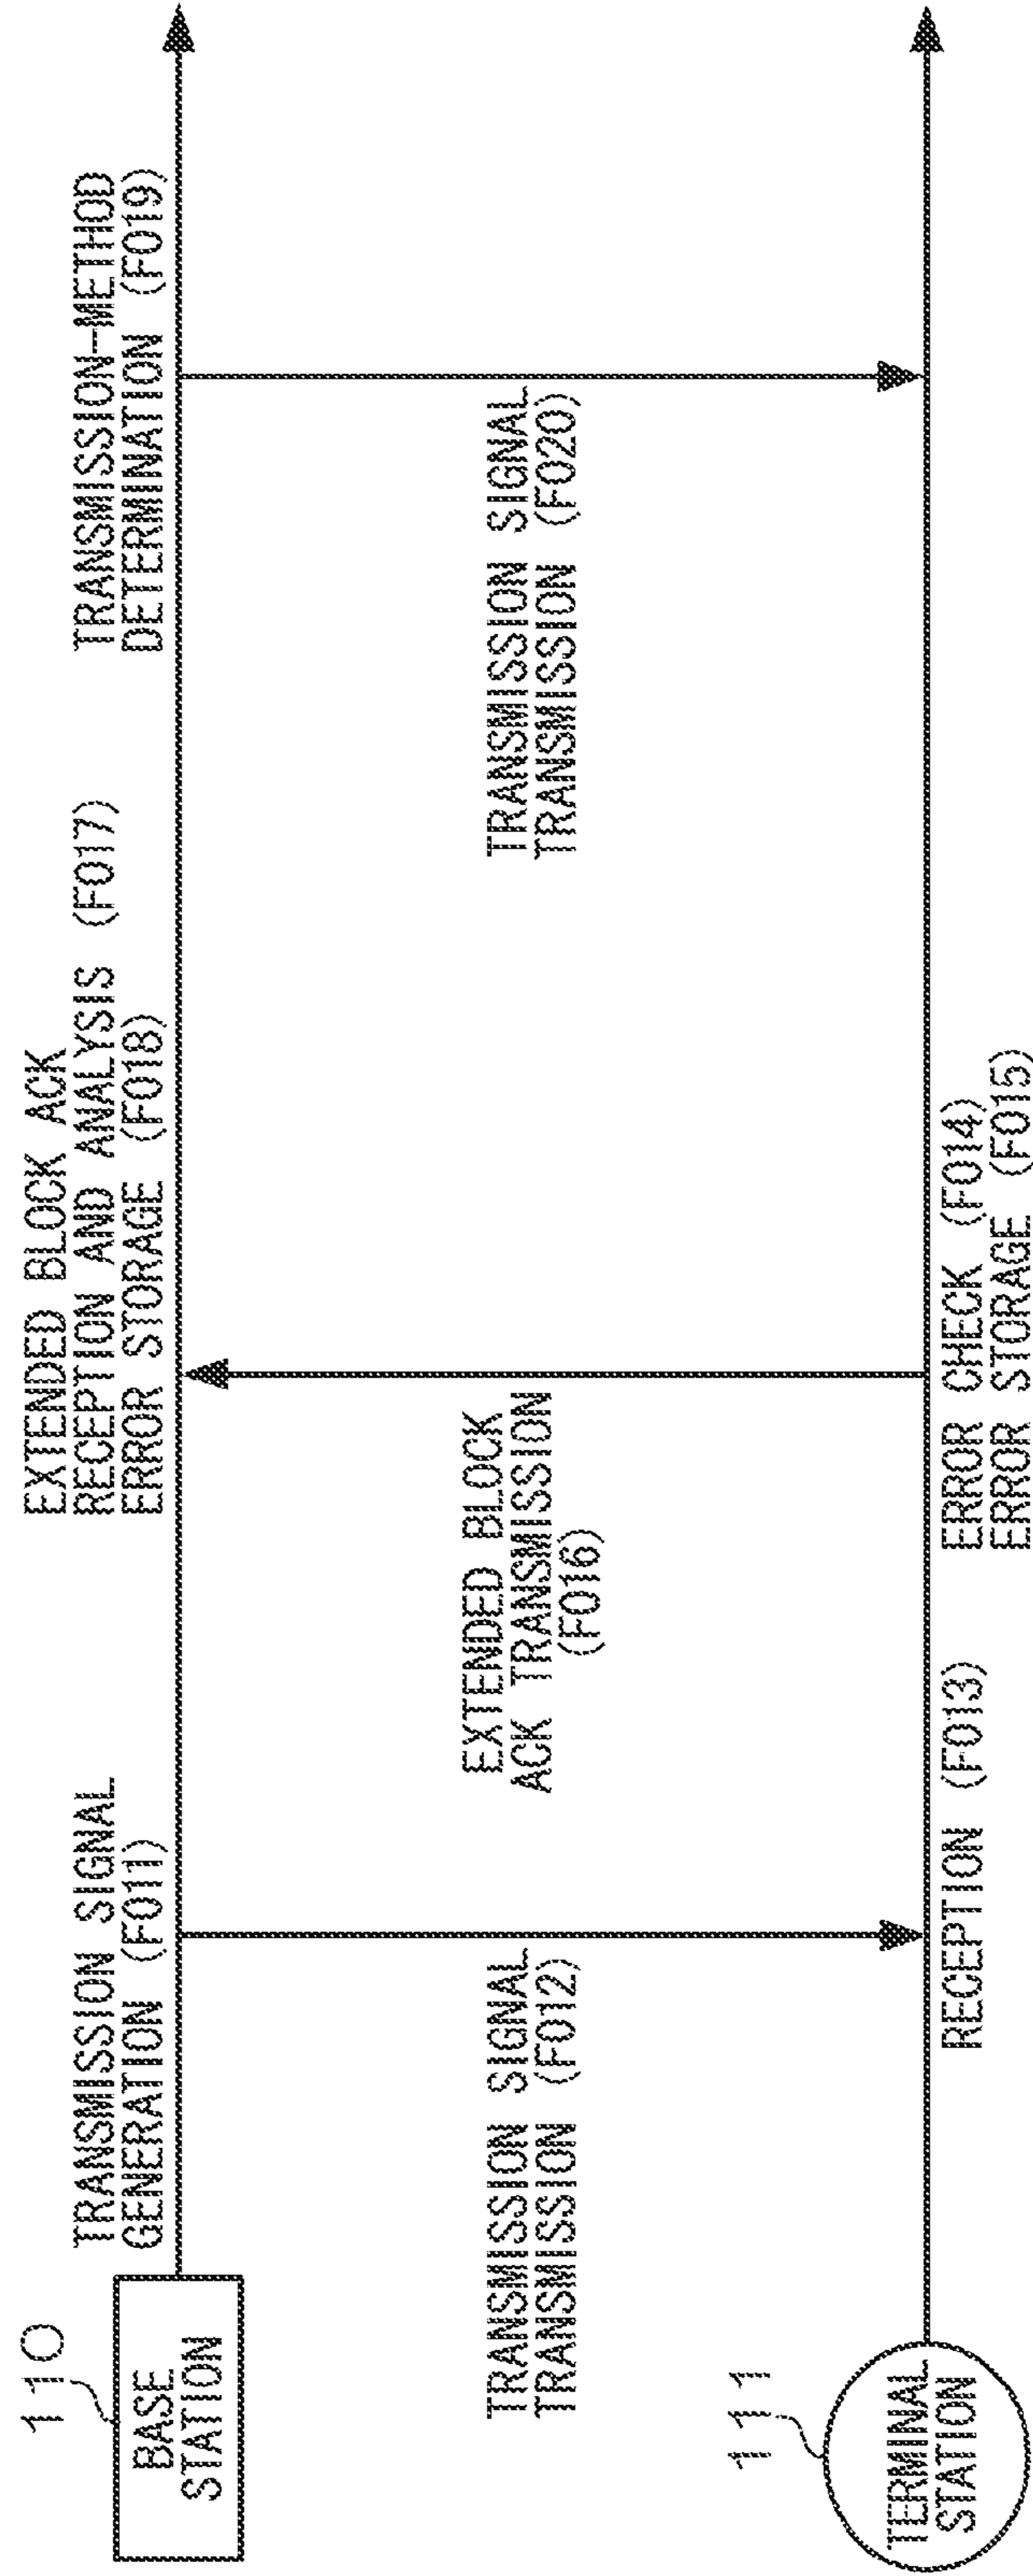 110
BASE
STATION
TRANSMISSION SIGNAL
GENERATION (F011)
EXTENDED BLOCK ACK
RECEPTION AND ANALYSIS (F017)
ERROR STORAGE (F018)
TRANSMISSION-METHOD
DETERMINATION (F019)
TRANSMISSION SIGNAL
TRANSMISSION (F012)
EXTENDED BLOCK
ACK TRANSMISSION
(F016)
TRANSMISSION SIGNAL
TRANSMISSION (F020)
111
TERMINAL
STATION
RECEPTION (F013)
ERROR CHECK (F014)
ERROR STORAGE (F015)